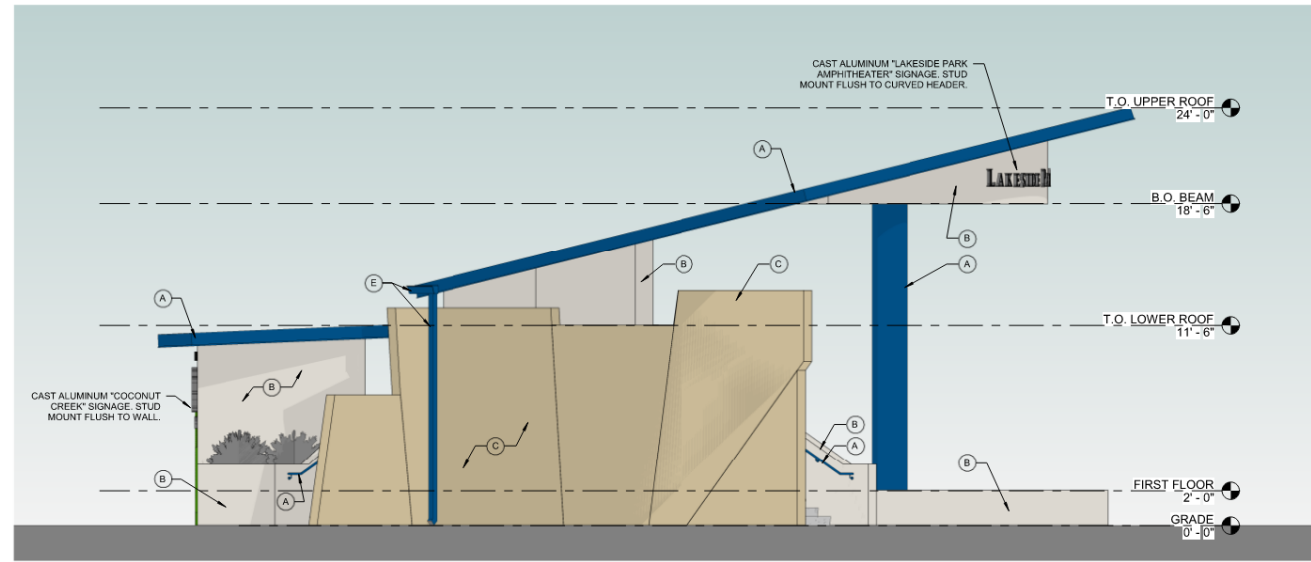 CAST ALUMINUM "LAKESIDE PARK
AMPHITHEATER" SIGNAGE. STUD
MOUNT FLUSH TO CURVED HEADER.
T.O. UPPER ROOF
24' - 0"
A
LAKESIDE
B.O. BEAM
18' - 6"
B
B
C
A
E
A
T.O. LOWER ROOF
11' - 6"
B
CAST ALUMINUM "COCONUT
CREEK" SIGNAGE. STUD
MOUNT FLUSH TO WALL.
B
C
A
B
B
A
FIRST FLOOR
2' - 0"
B
GRADE
0' - 0"